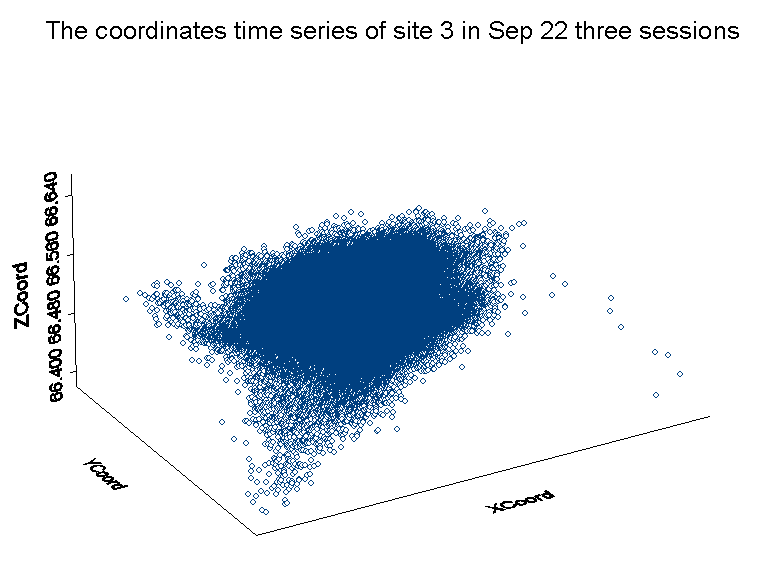 The coordinates time series of site 3 in Sep 22 three sessions
66.640
66.560
66.480
66.400
ZCoord
YCoord
XCoord